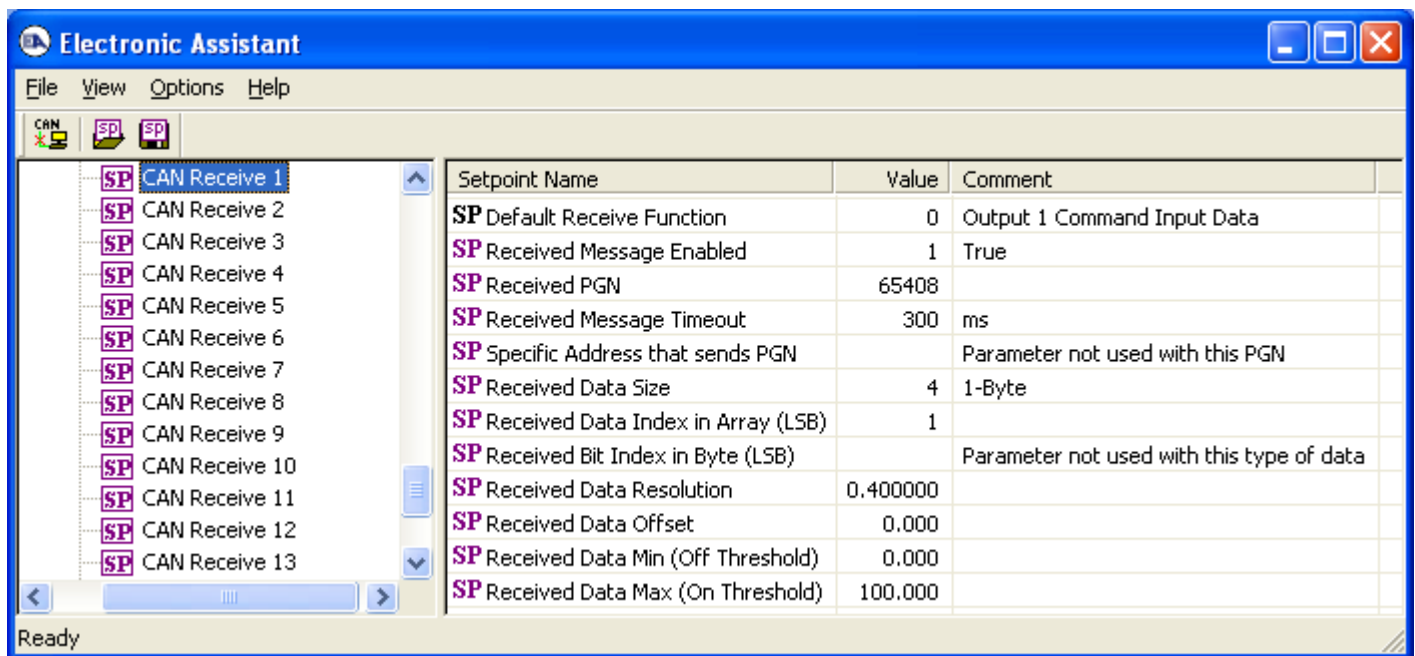 Electronic Assistant
File View Options Help
CAN SP SP
SP CAN Receive 1
SP CAN Receive 2
SP CAN Receive 3
SP CAN Receive 4
SP CAN Receive 5
SP CAN Receive 6
SP CAN Receive 7
SP CAN Receive 8
SP CAN Receive 9
SP CAN Receive 10
SP CAN Receive 11
SP CAN Receive 12
SP CAN Receive 13
Setpoint Name Value Comment
SP Default Receive Function 0 Output 1 Command Input Data
SP Received Message Enabled 1 True
SP Received PGN 65408
SP Received Message Timeout 300 ms
SP Specific Address that sends PGN Parameter not used with this PGN
SP Received Data Size 4 1-Byte
SP Received Data Index in Array (LSB) 1
SP Received Bit Index in Byte (LSB) Parameter not used with this type of data
SP Received Data Resolution 0.400000
SP Received Data Offset 0.000
SP Received Data Min (Off Threshold) 0.000
SP Received Data Max (On Threshold) 100.000
Ready